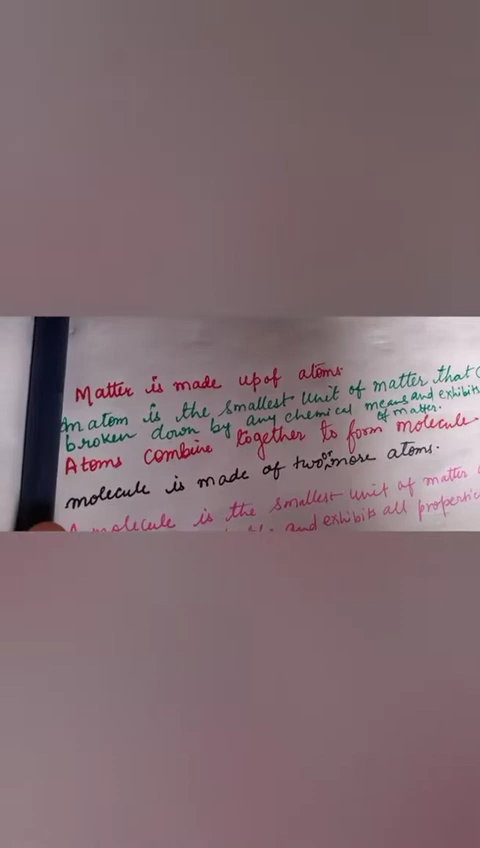 Matter is made up of atoms.
An atom is the smallest unit of matter that
broken down by any chemical means and exhibits
of matter.
Atoms combine together to form molecule
molecule is made of two or more atoms.
A molecule is the smallest unit of matter
and exhibits all properties